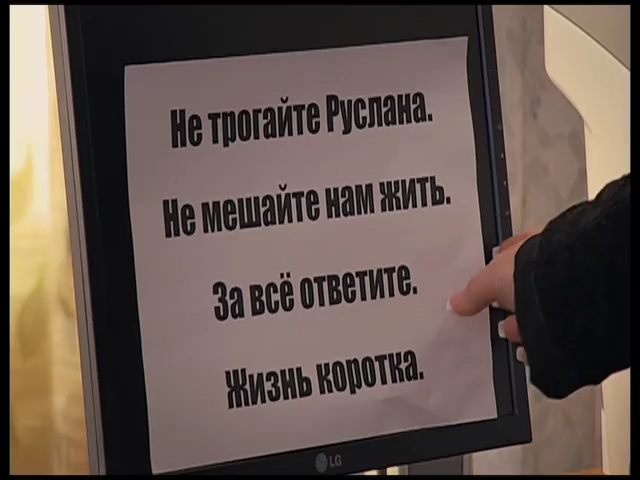 Не трогайте Руслана.
Не мешайте нам жить.
За всё ответите.
Жизнь коротка.
LG